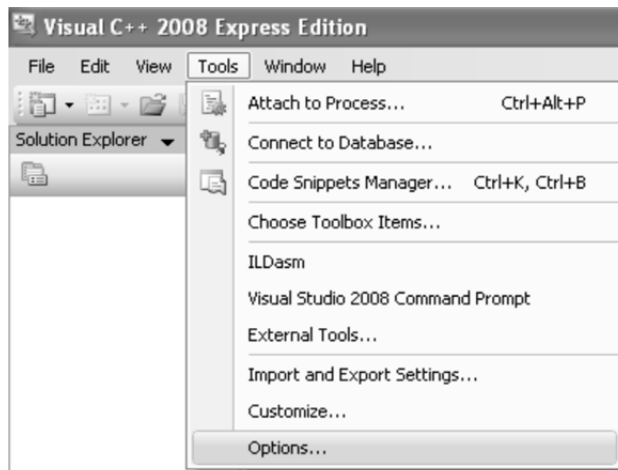 Visual C++ 2008 Express Edition
File Edit View Tools Window Help
Attach to Process... Ctrl+Alt+P
Solution Explorer
Connect to Database...
Code Snippets Manager... Ctrl+K, Ctrl+B
Choose Toolbox Items...
ILDasm
Visual Studio 2008 Command Prompt
External Tools...
Import and Export Settings...
Customize...
Options...